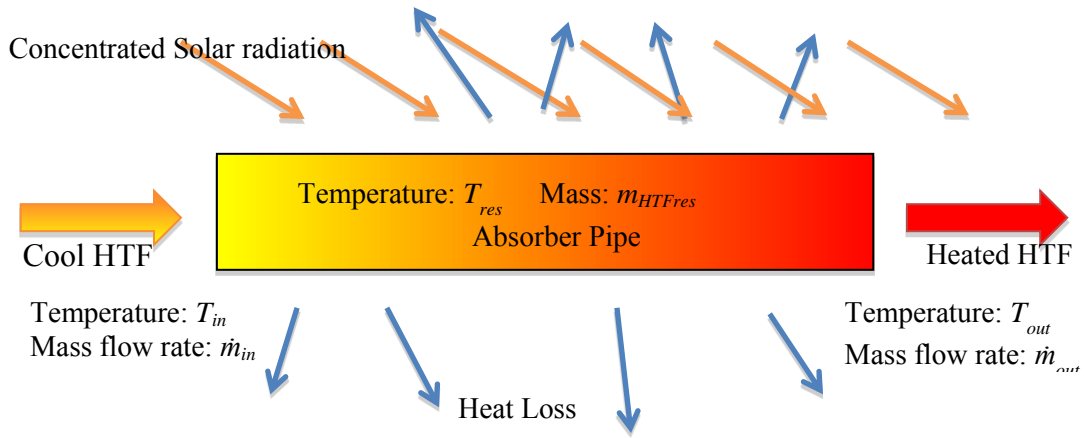 Concentrated Solar radiation
Temperature: T_res Mass: m_HTFres
Absorber Pipe
Cool HTF
Heated HTF
Temperature: T_in
Mass flow rate: ṁ_in
Temperature: T_out
Mass flow rate: ṁ_out
Heat Loss